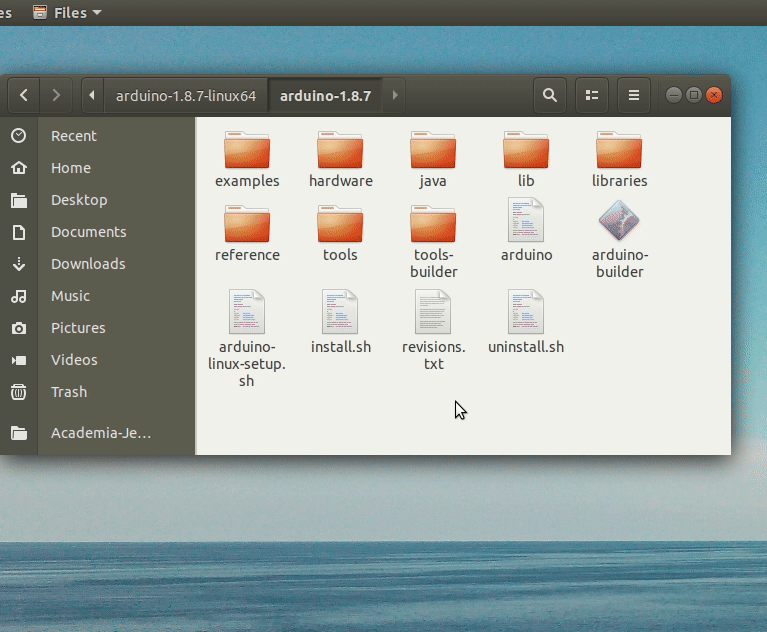 es Files
arduino-1.8.7-linux64 arduino-1.8.7
Recent
Home
Desktop
Documents
Downloads
Music
Pictures
Videos
Trash
Academia-Je...
examples hardware java lib libraries
reference tools tools-
builder arduino arduino-
builder
arduino-
linux-setup.
sh install.sh revisions.
txt uninstall.sh